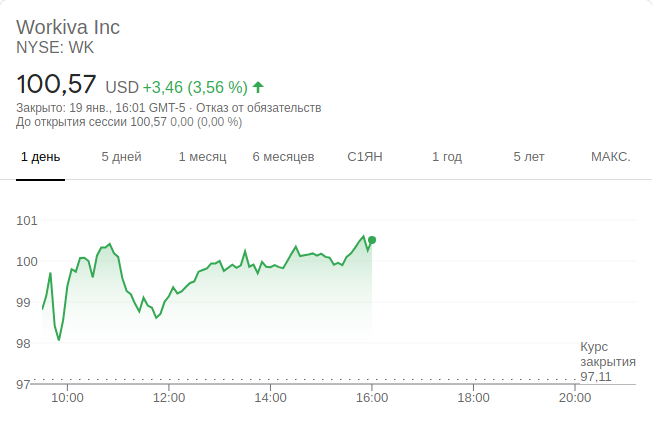 Workiva Inc
NYSE: WK
100,57 USD +3,46 (3,56 %)
Закрыто: 19 янв., 16:01 GMT-5 · Отказ от обязательств
До открытия сессии 100,57 0,00 (0,00 %)
1 день 5 дней 1 месяц 6 месяцев С1ЯН 1 год 5 лет МАКС.
101
100
99
98
97
Курс
закрытия
97,11
10:00 12:00 14:00 16:00 18:00 20:00